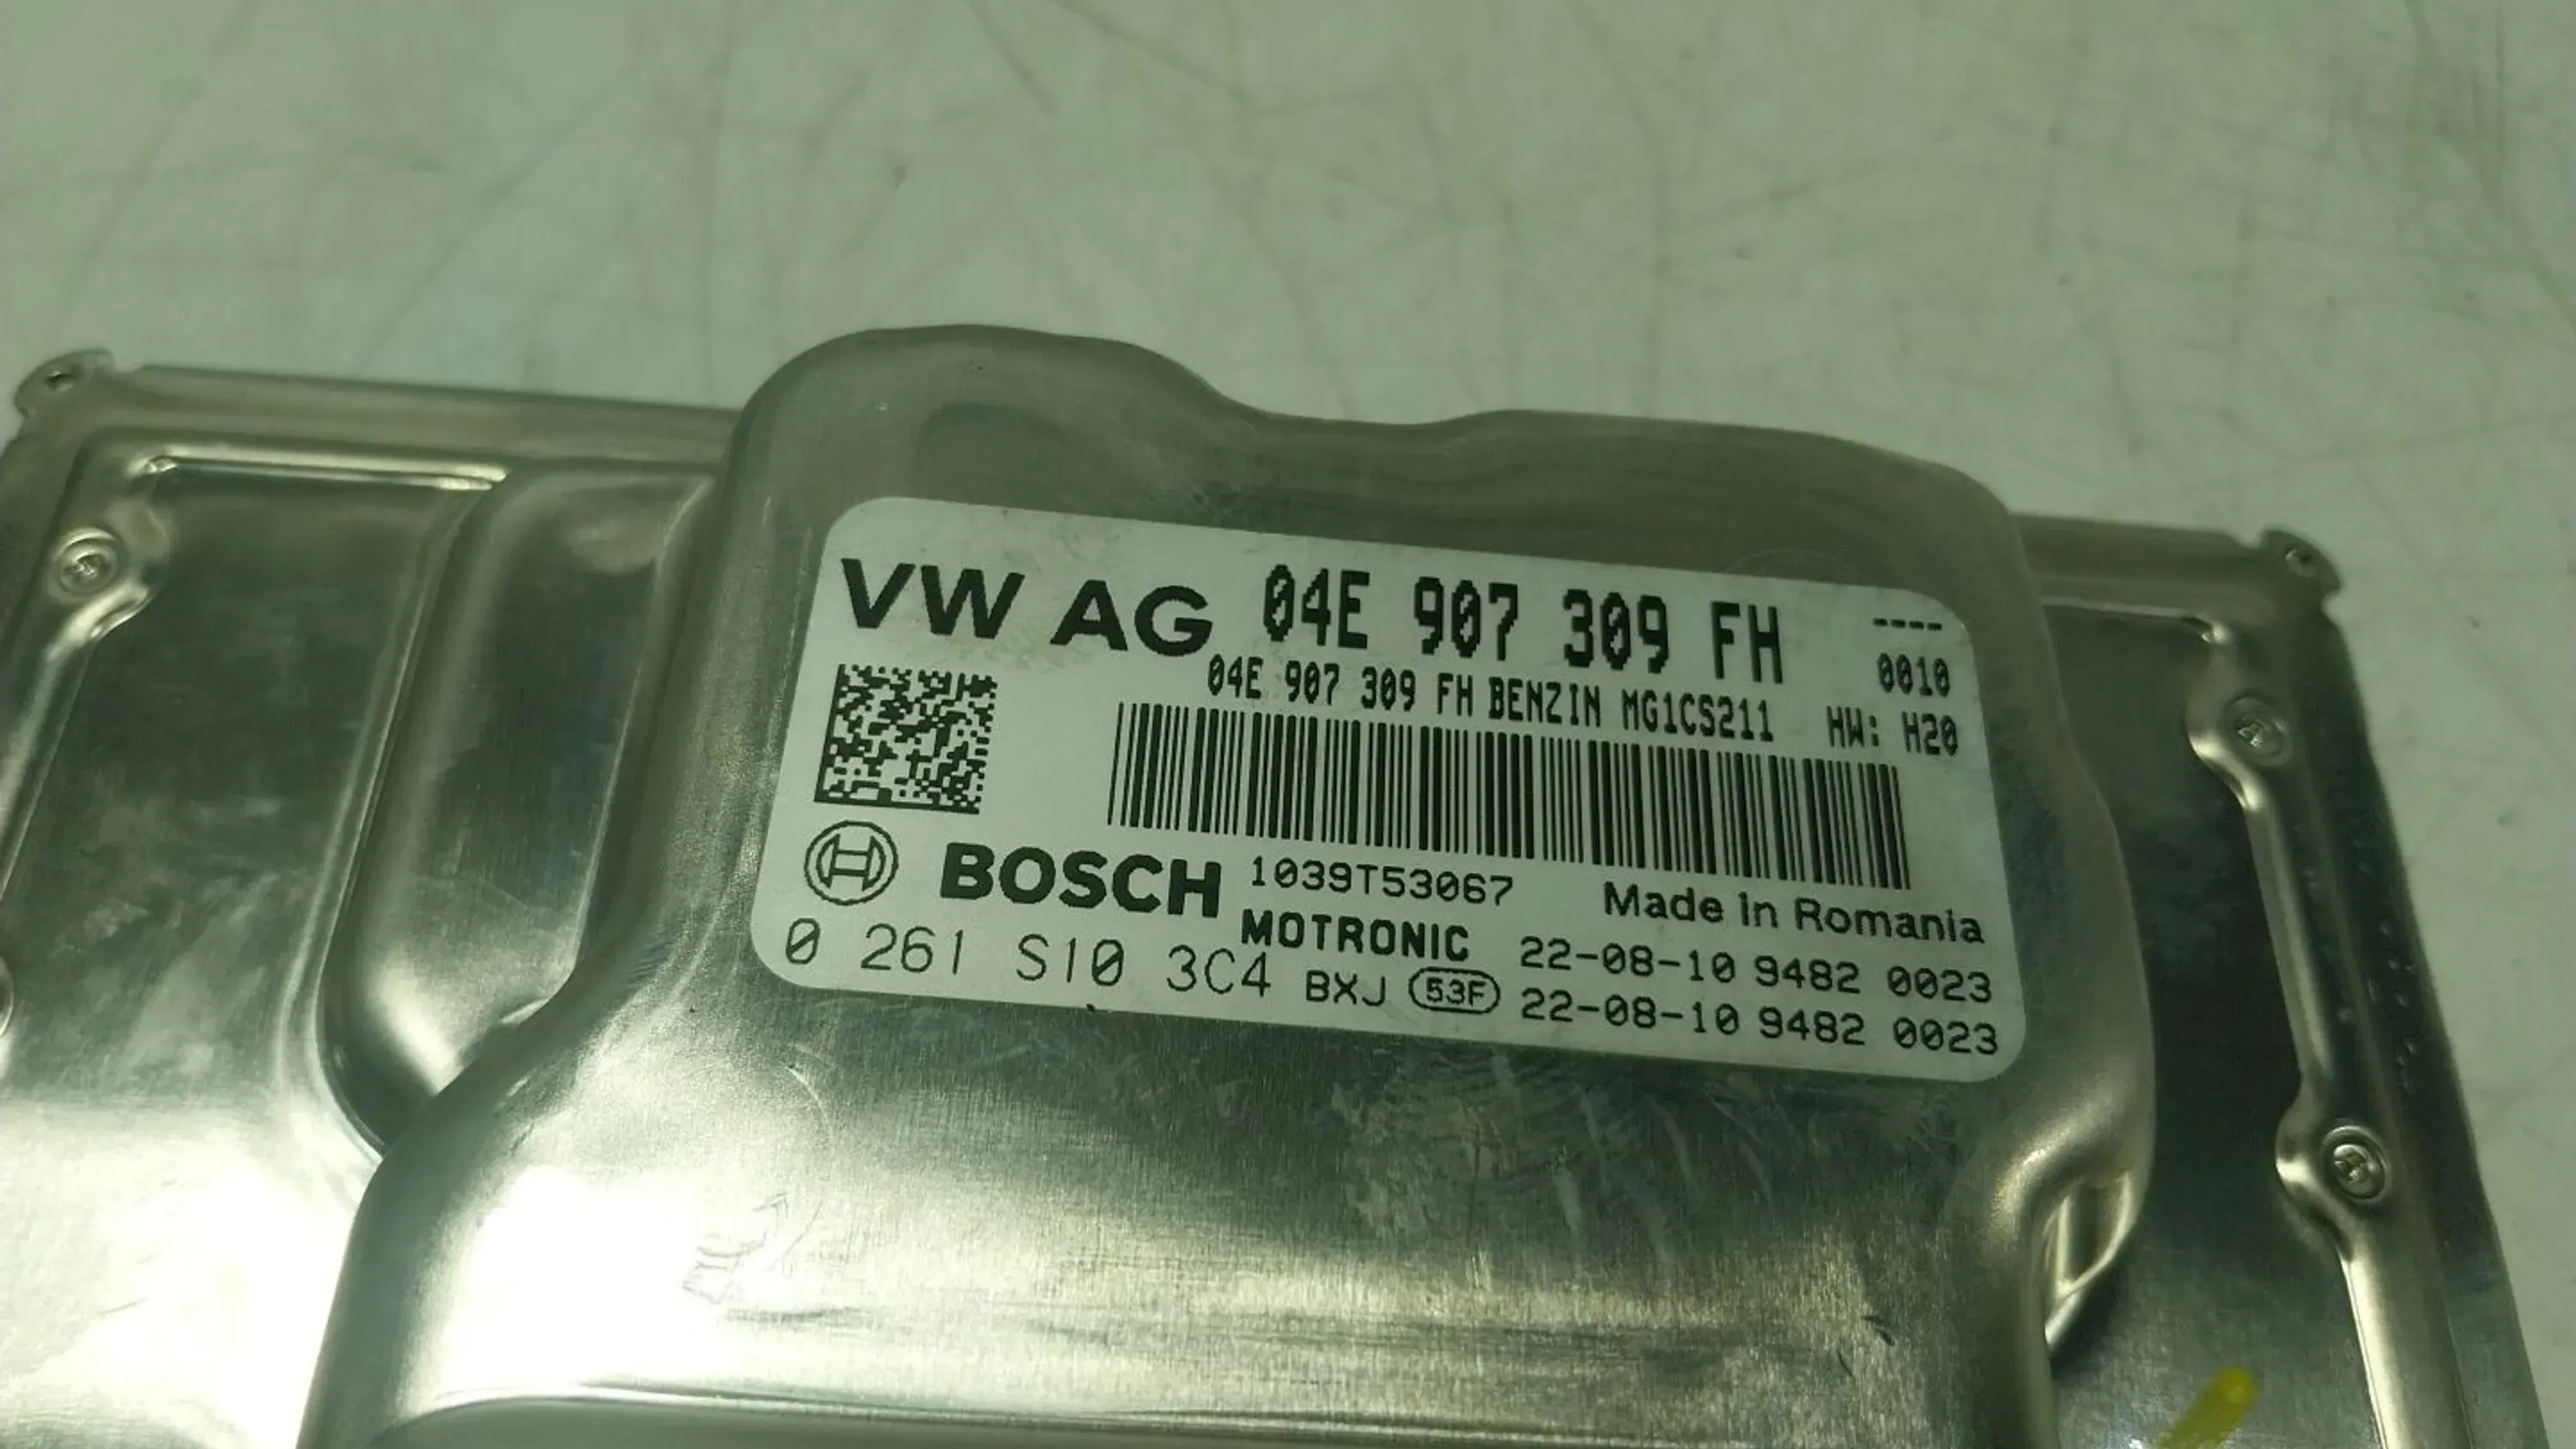 VW AG 04E 907 309 FH ----
0010
04E 907 309 FH BENZIN MG1CS211 HW: H20
BOSCH 1039T53067 Made in Romania
MOTRONIC 22-08-10 9482 0023
0 261 S10 3C4 BXJ 53F 22-08-10 9482 0023